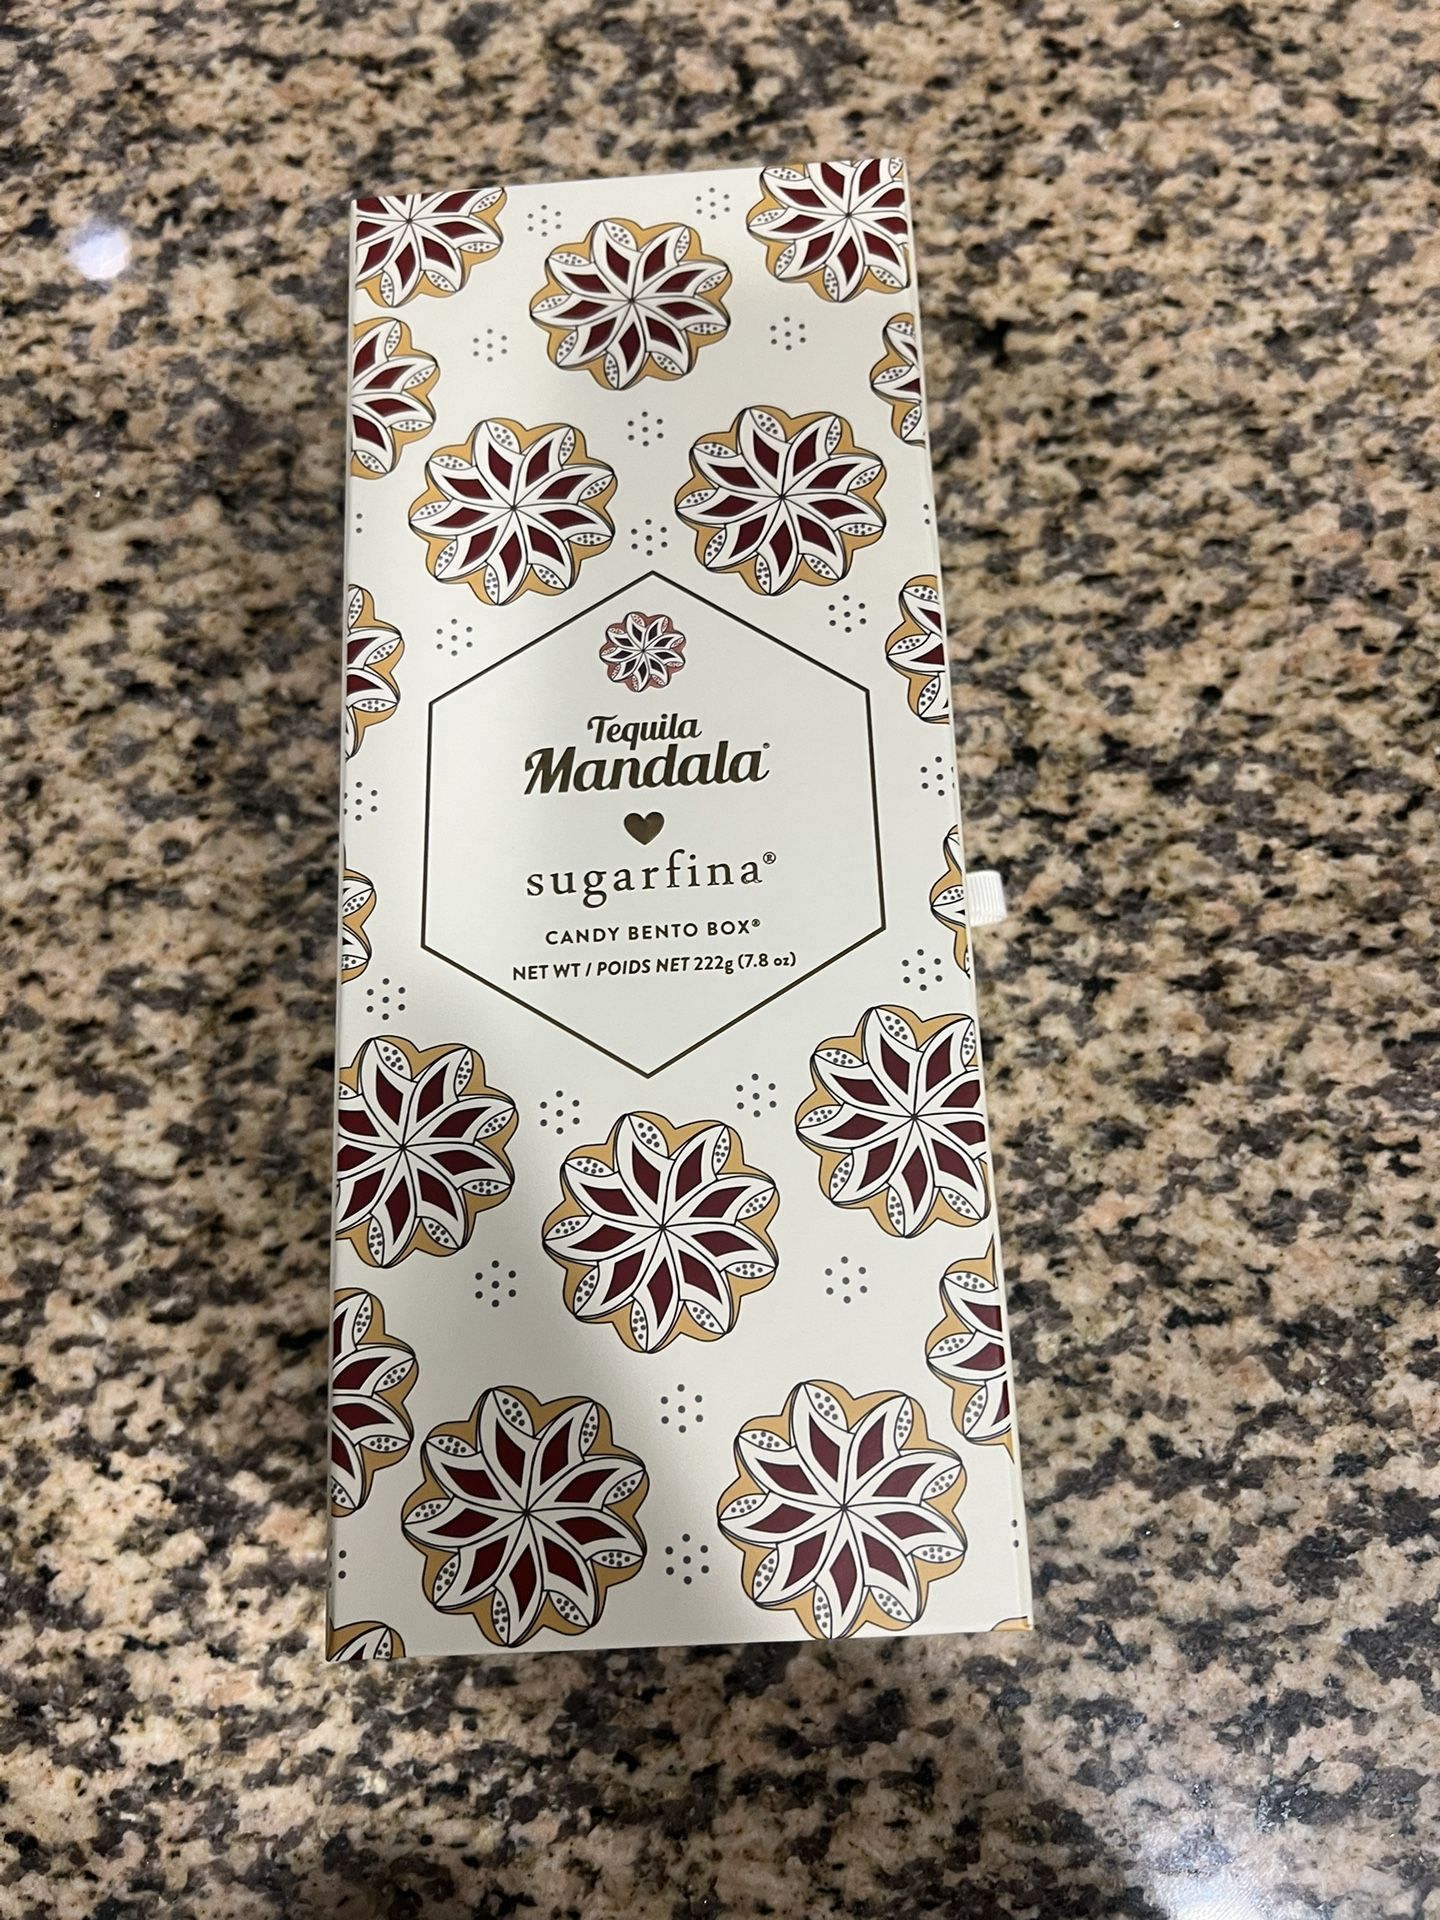 Tequila
Mandala®
sugarfina®
CANDY BENTO BOX®
NET WT / POIDS NET 222g (7.8 oz)